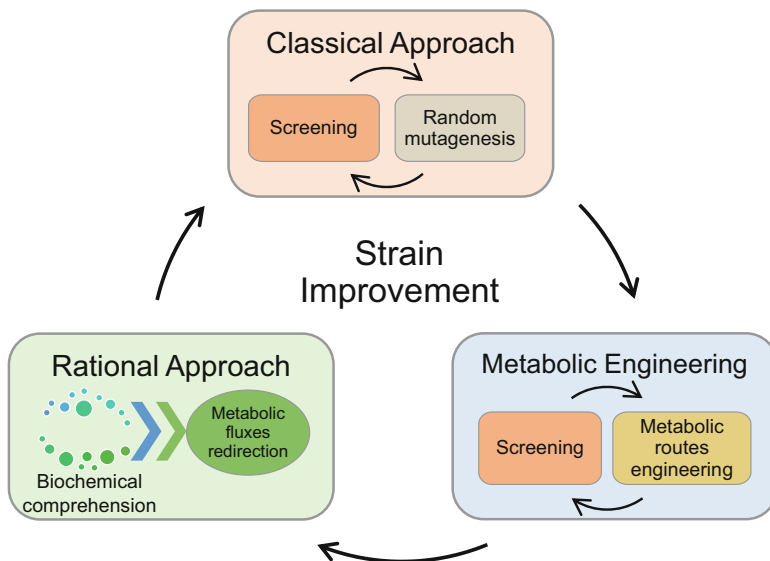 Classical Approach
Screening
Random
mutagenesis
Strain
Improvement
Rational Approach
Metabolic
fluxes
redirection
Biochemical
comprehension
Metabolic Engineering
Screening
Metabolic
routes
engineering